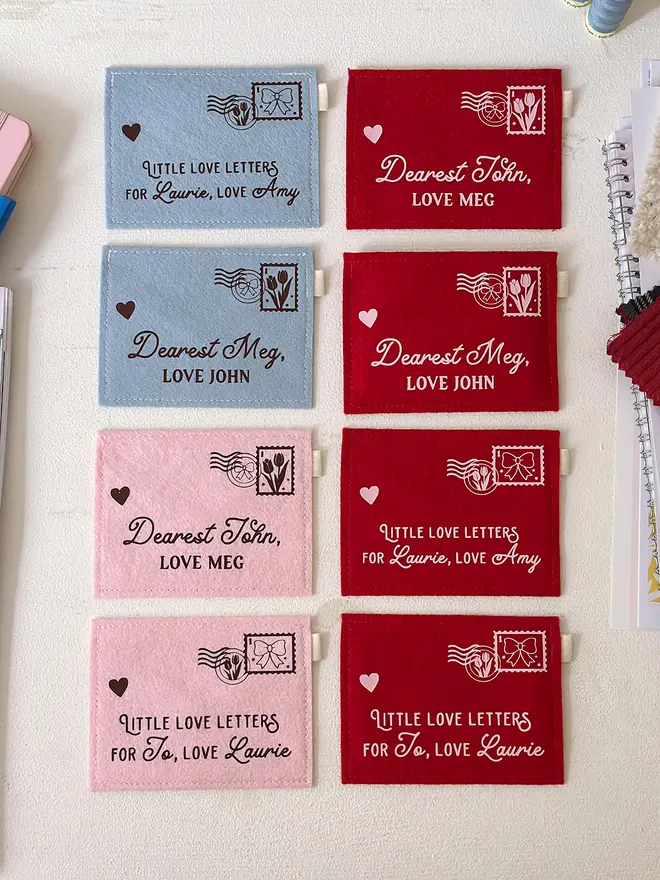 Little Love Letters
for Laurie, love Amy
Dearest John,
LOVE MEG
Dearest Meg,
LOVE JOHN
Dearest Meg,
LOVE JOHN
Dearest John,
LOVE MEG
Little Love Letters
for Laurie, love Amy
Little Love Letters
for Jo, love Laurie
Little Love Letters
for Jo, love Laurie